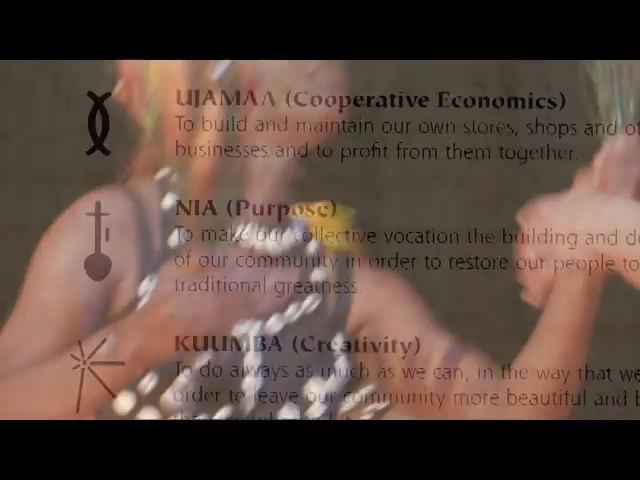 UJAMAA (Cooperative Economics)
To build and maintain our own stores, shops and
businesses and to profit from them together.
NIA (Purpose)
To make our collective vocation the building and
of our community in order to restore our people to
traditional greatness.
KUUMBA (Creativity)
To do always as much as we can, in the way that we
order to leave our community more beautiful and